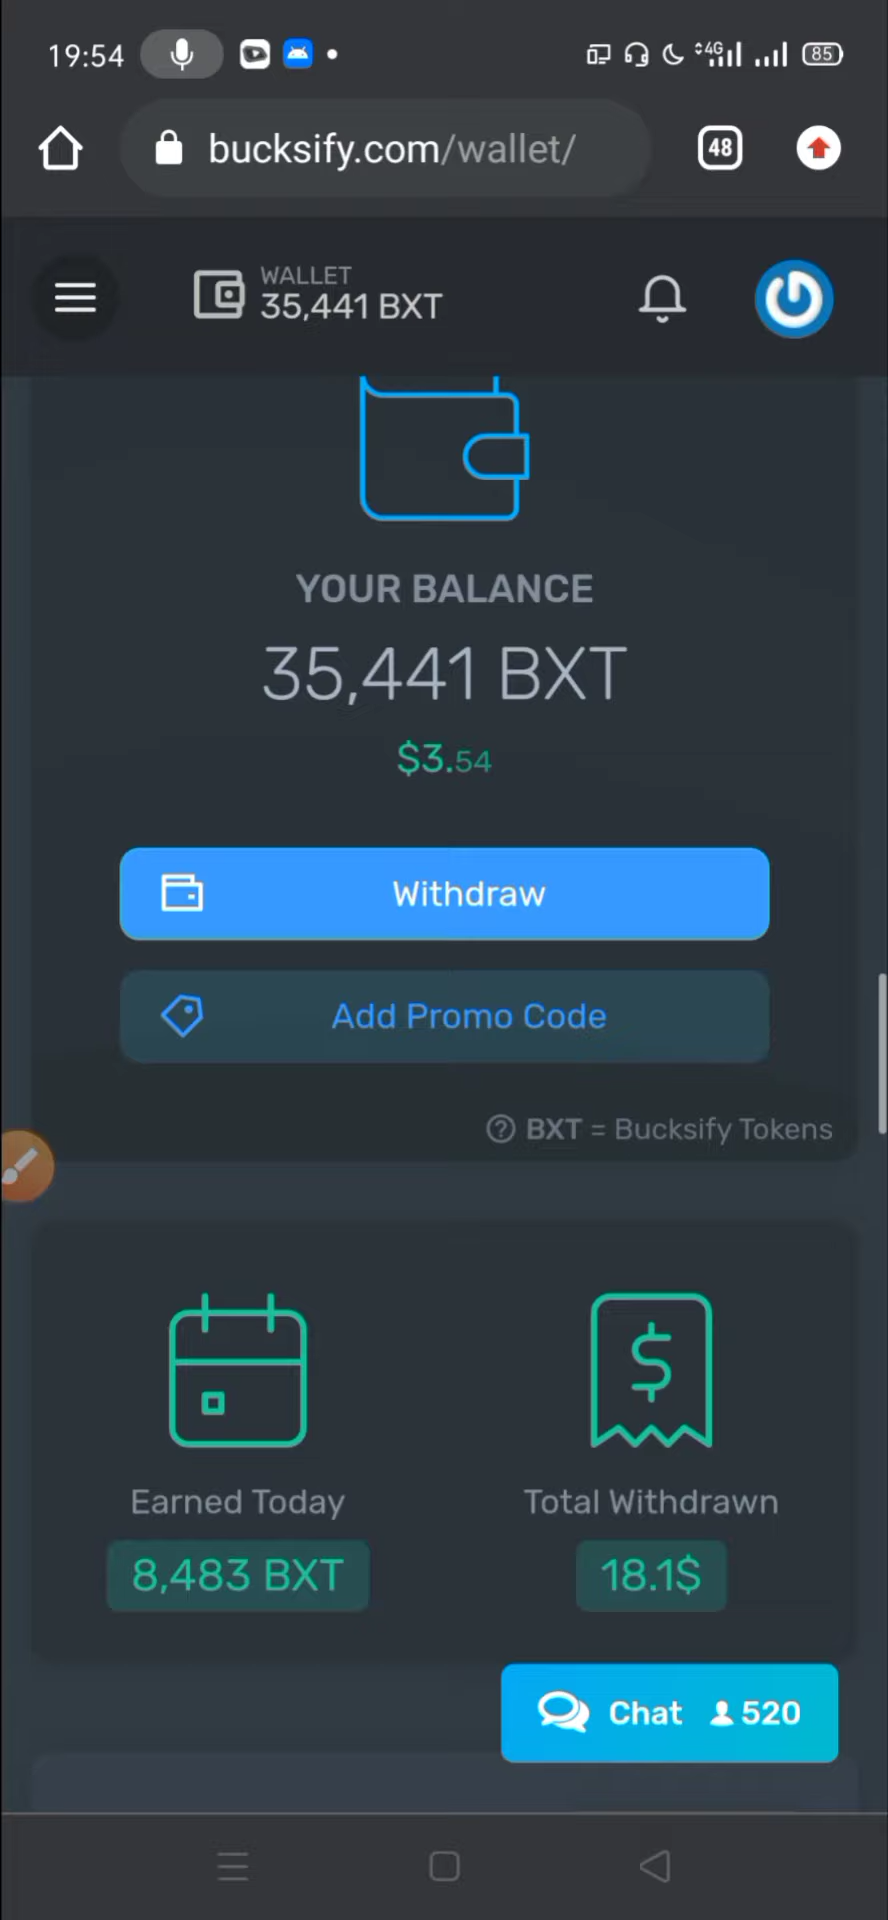 19:54 4G 85
bucksify.com/wallet/ 48
WALLET
35,441 BXT
YOUR BALANCE
35,441 BXT
$3.54
Withdraw
Add Promo Code
? BXT = Bucksify Tokens
$
Earned Today Total Withdrawn
8,483 BXT 18.1$
Chat 520